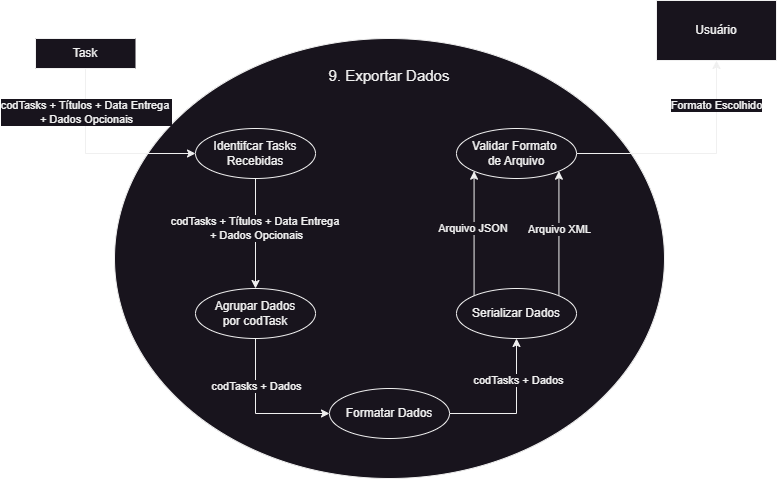 Task
Usuário
9. Exportar Dados
codTasks + Títulos + Data Entrega
+ Dados Opcionais
Formato Escolhido
Identifcar Tasks
Recebidas
Validar Formato
de Arquivo
codTasks + Títulos + Data Entrega
+ Dados Opcionais
Arquivo JSON
Arquivo XML
Agrupar Dados
por codTask
Serializar Dados
codTasks + Dados
codTasks + Dados
Formatar Dados